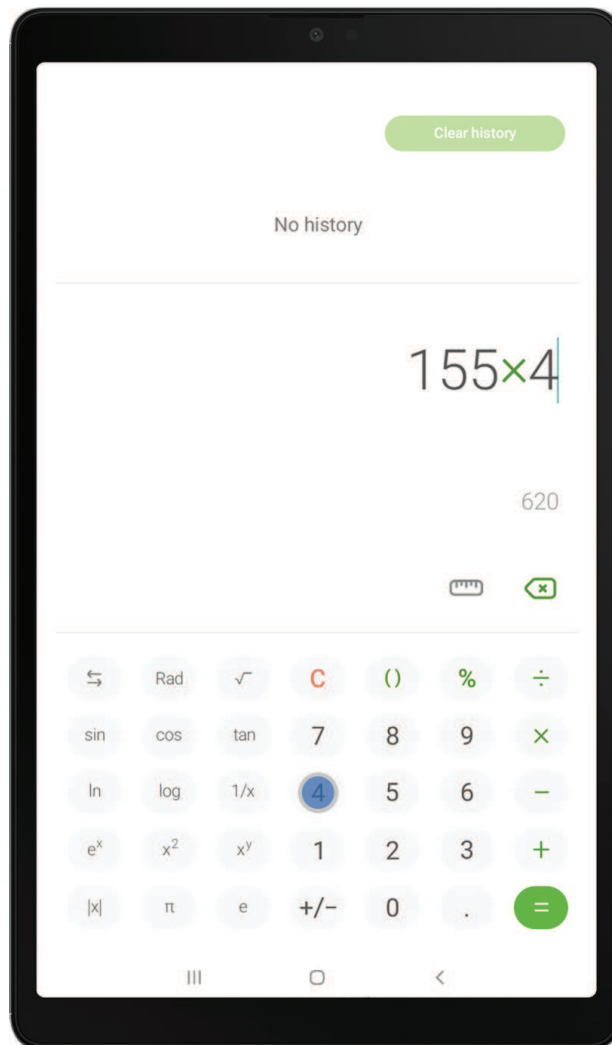 Clear history
No history
155×4
620
⇆ Rad √ C () % ÷
sin cos tan 7 8 9 ×
ln log 1/x 4 5 6 −
eˣ x² xʸ 1 2 3 +
|x| π e +/− 0 . =